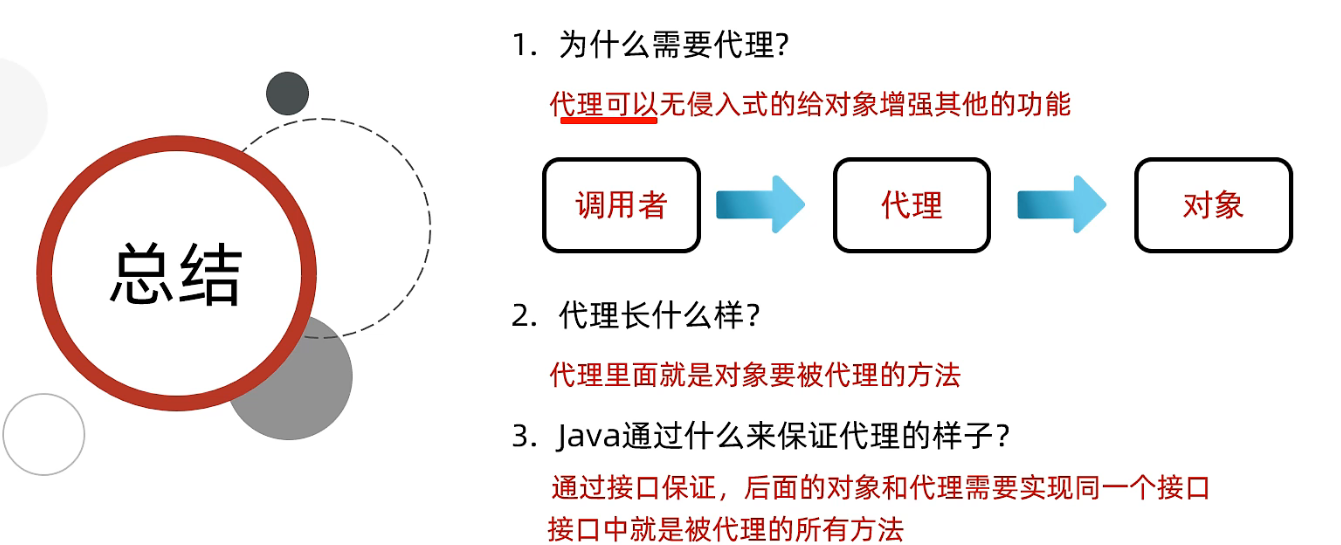 总结
1. 为什么需要代理?
代理可以无侵入式的给对象增强其他的功能
调用者
代理
对象
2. 代理长什么样?
代理里面就是对象要被代理的方法
3. Java通过什么来保证代理的样子?
通过接口保证，后面的对象和代理需要实现同一个接口
接口中就是被代理的所有方法